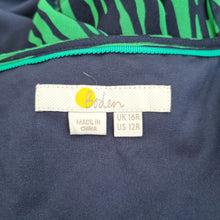 Boden
MADE IN
CHINA
UK 16R
US 12R